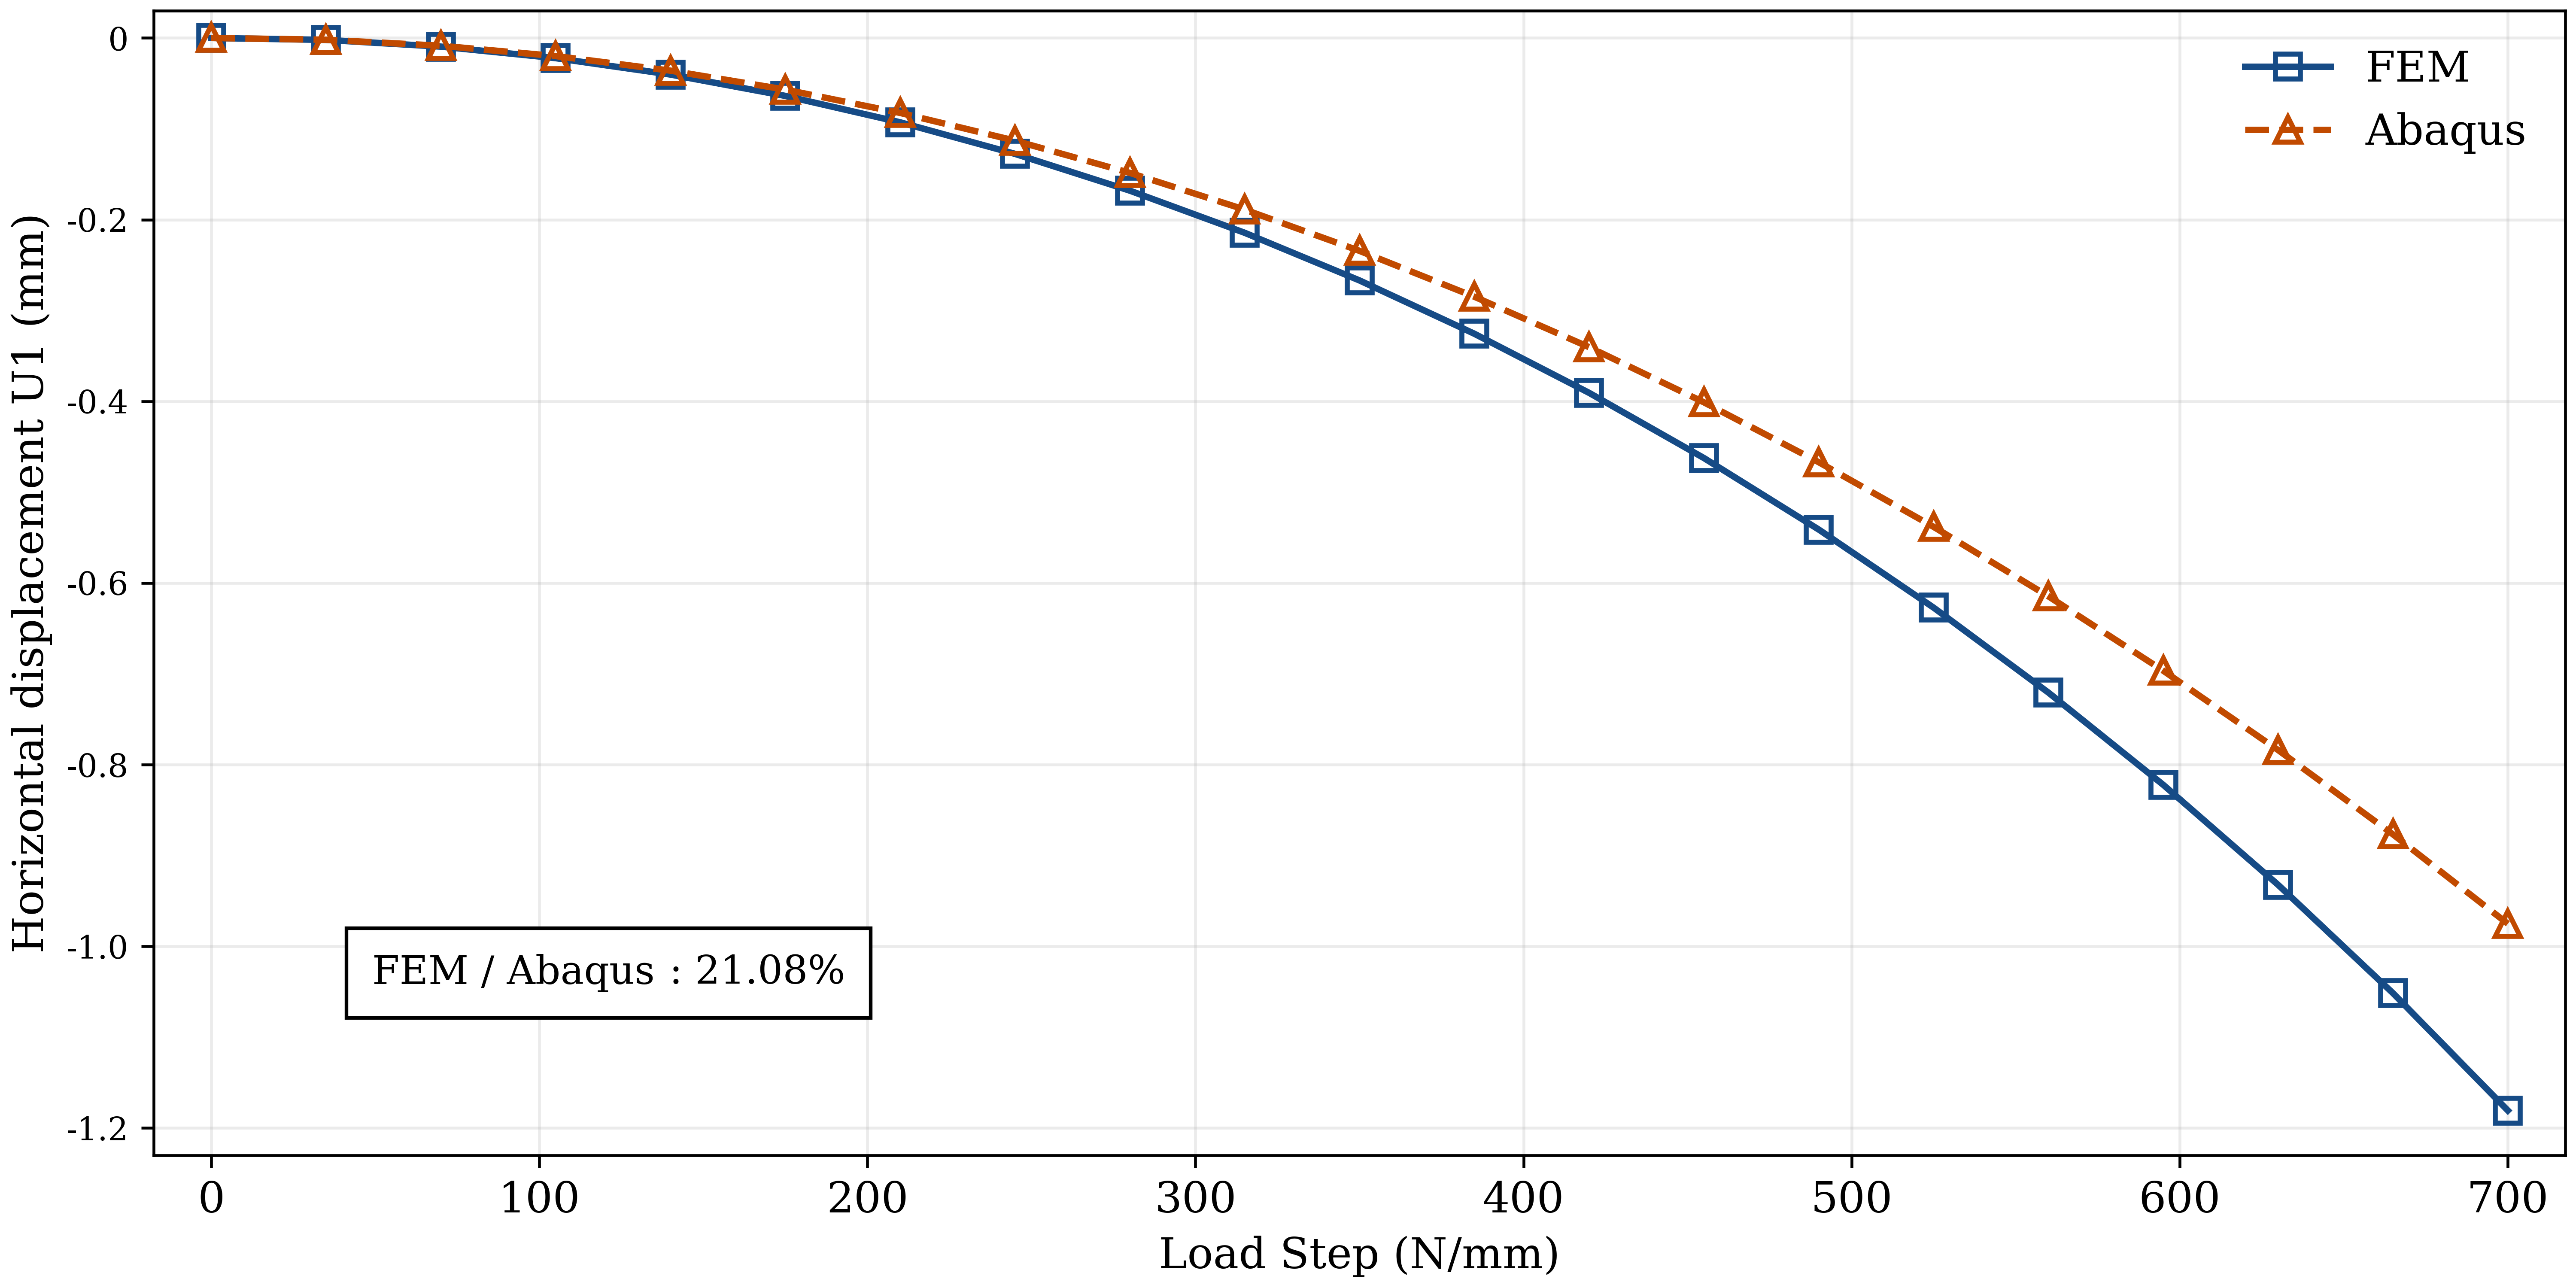 FEM
Abaqus
0
-0.2
-0.4
-0.6
-0.8
-1.0
-1.2
Horizontal displacement U1 (mm)
FEM / Abaqus : 21.08%
0 100 200 300 400 500 600 700
Load Step (N/mm)